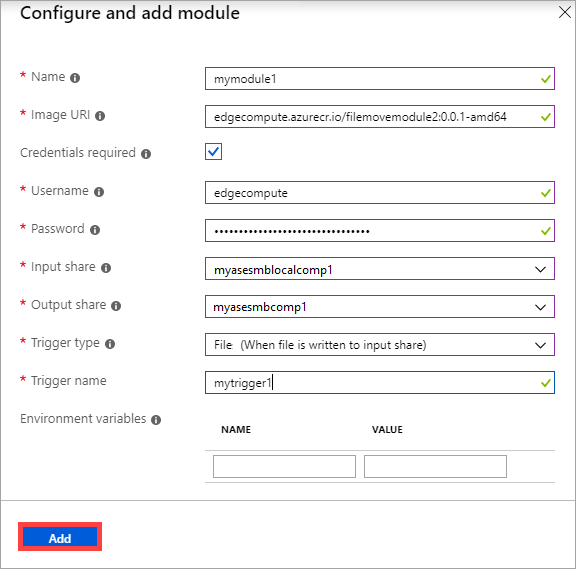 Configure and add module
* Name mymodule1
* Image URI edgecompute.azurecr.io/filemovemodule2:0.0.1-amd64
Credentials required
* Username edgecompute
* Password ••••••••••••••••••••••••••••••••
* Input share myasesmblocalcomp1
* Output share myasesmbcomp1
* Trigger type File: (When file is written to input share)
* Trigger name mytrigger1
Environment variables
NAME VALUE
Add